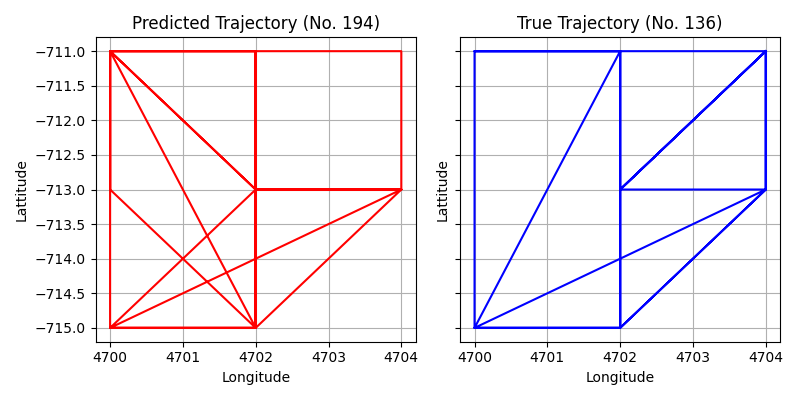 Predicted Trajectory (No. 194)
True Trajectory (No. 136)
−711.0
−711.5
−712.0
−712.5
−713.0
−713.5
−714.0
−714.5
−715.0
Lattitude
Lattitude
4700 4701 4702 4703 4704
4700 4701 4702 4703 4704
Longitude
Longitude